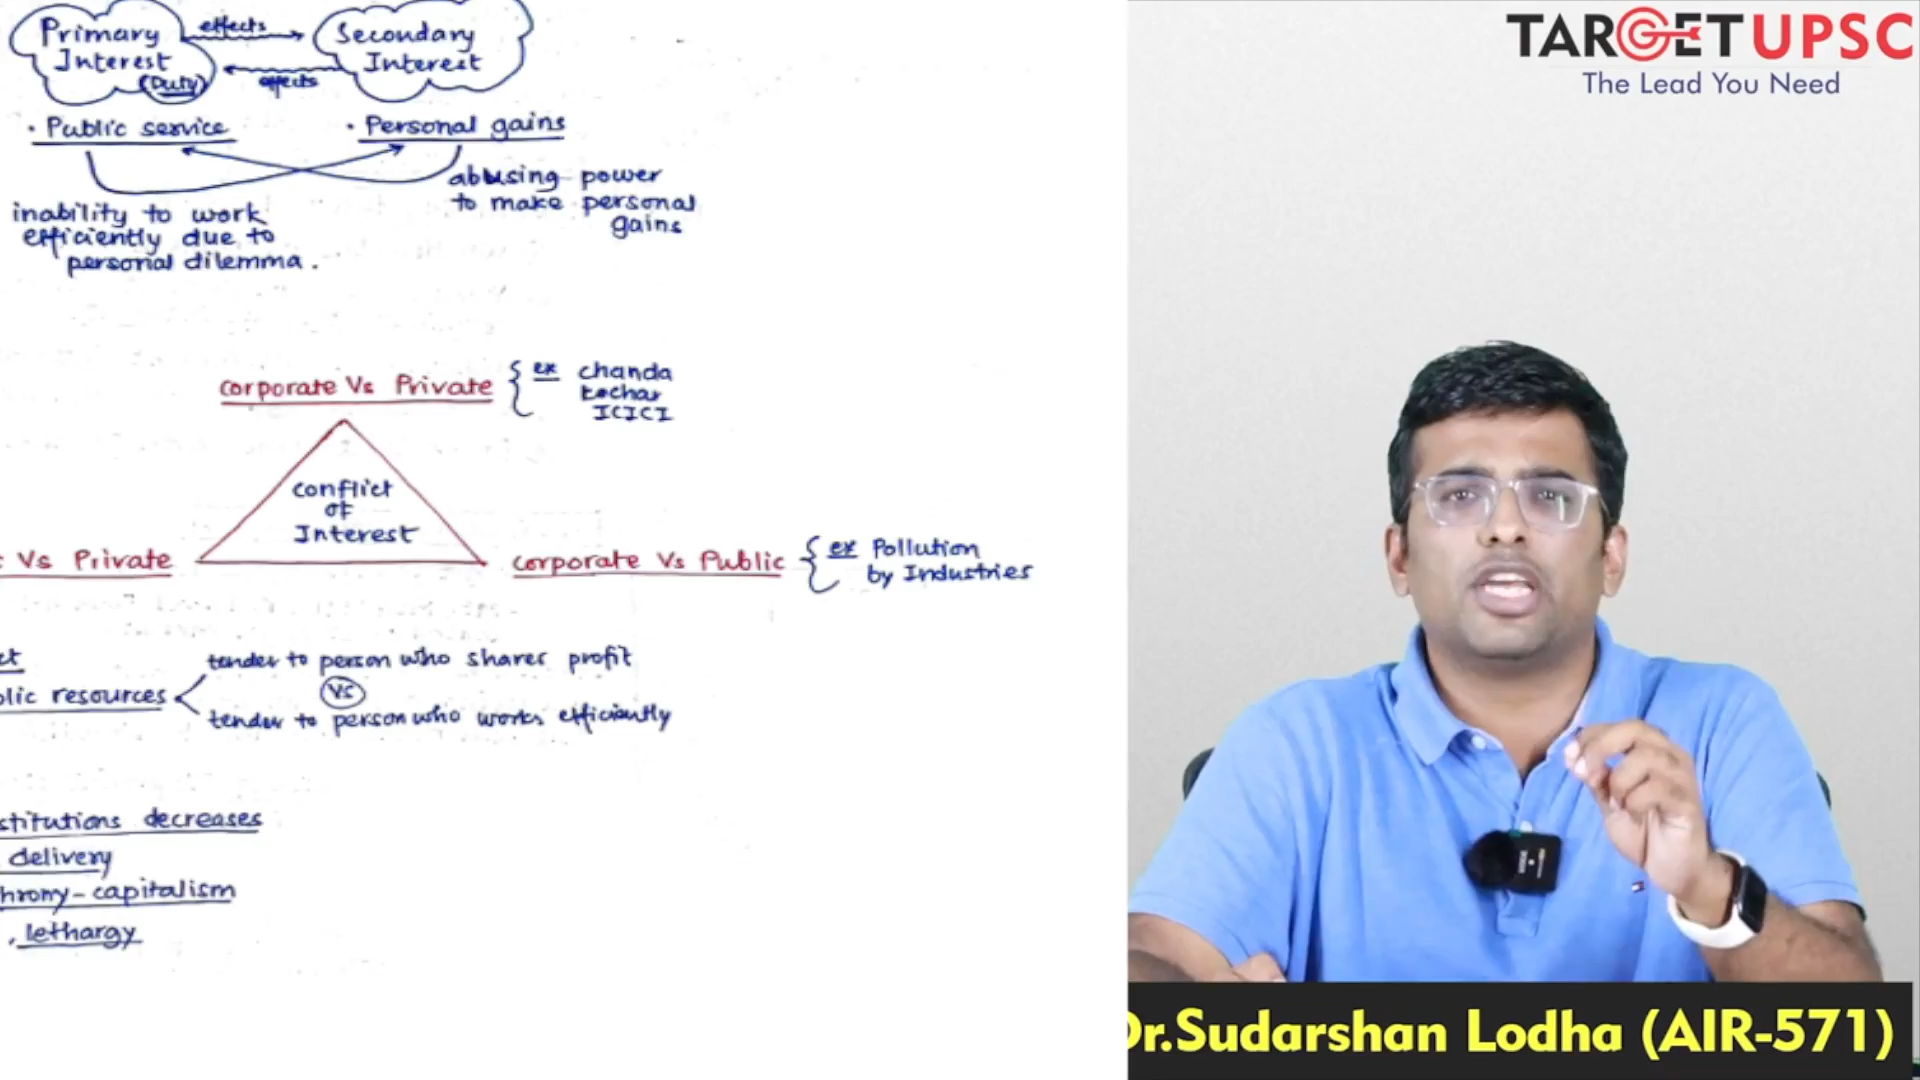 Primary
Interest
(Duty)
effects
effects
Secondary
Interest
· Public service
· Personal gains
inability to work
efficiently due to
personal dilemma.
abusing power
to make personal
gains
corporate Vs Private
ex chanda
kochar
ICICI
conflict
of
Interest
Vs Private
corporate Vs Public
ex Pollution
by Industries
ct
blic resources
tender to person who shares profit
VS
tender to person who works efficiently
stitutions decreases
delivery
hrony-capitalism
, lethargy
TARGETUPSC
The Lead You Need
Dr.Sudarshan Lodha (AIR-571)